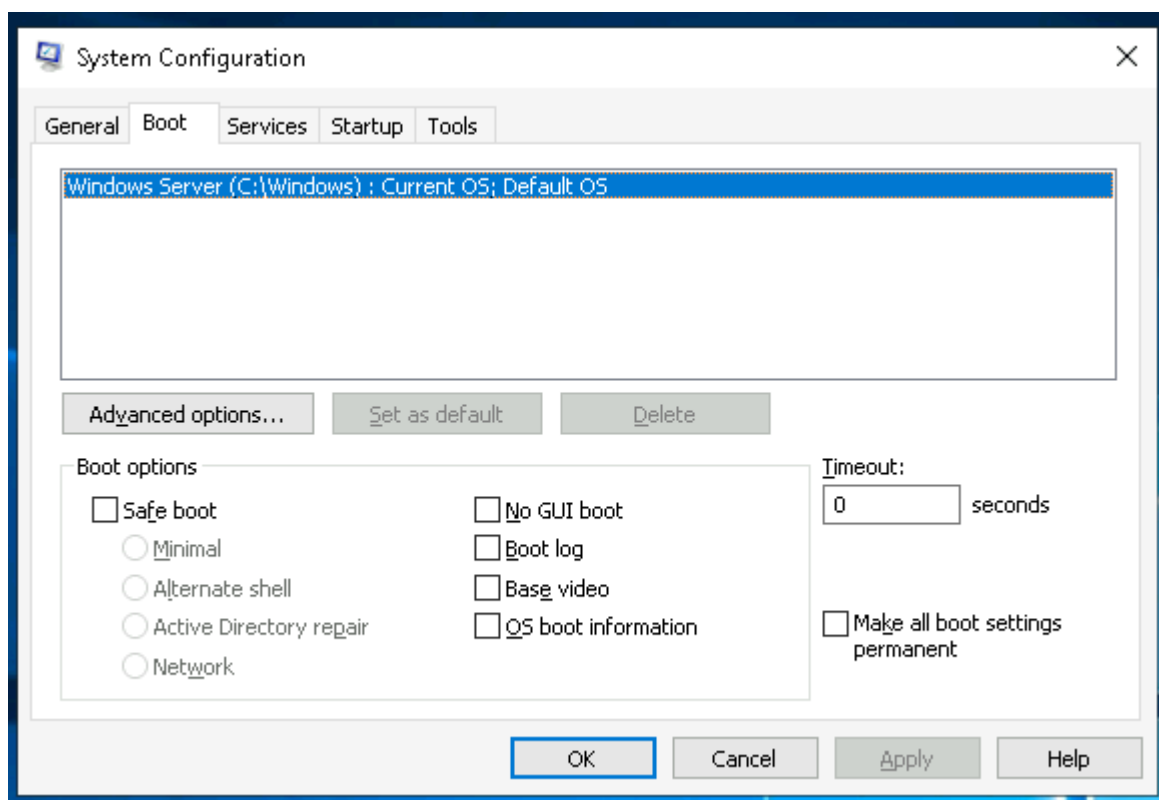 System Configuration
General Boot Services Startup Tools
Windows Server (C:\Windows) : Current OS; Default OS
Advanced options...
Set as default
Delete
Boot options
Safe boot
Minimal
Alternate shell
Active Directory repair
Network
No GUI boot
Boot log
Base video
OS boot information
Timeout:
0 seconds
Make all boot settings
permanent
OK
Cancel
Apply
Help